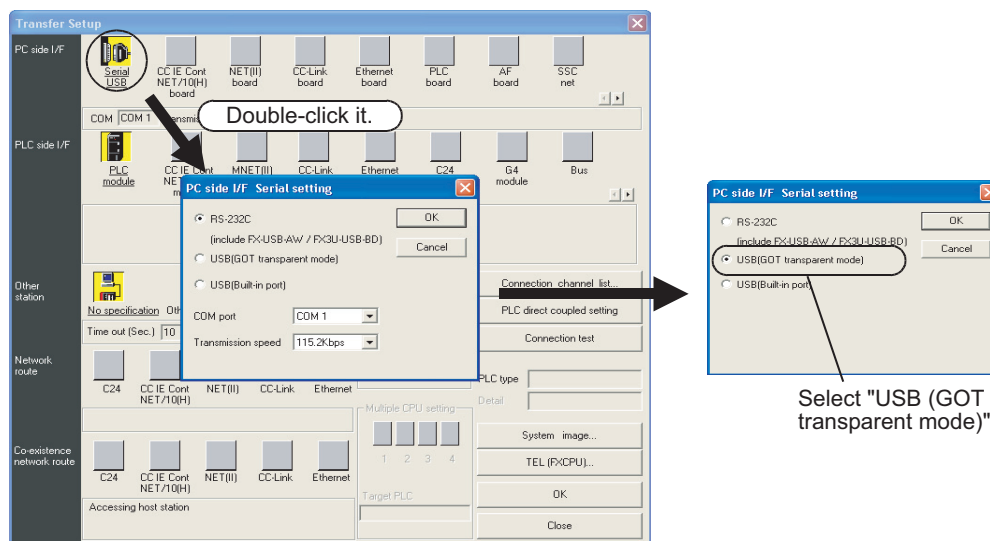 Transfer Setup
PC side I/F
Serial USB
CC IE Cont NET/10(H) board
NET(II) board
CC-Link board
Ethernet board
PLC board
AF board
SSC net
COM COM 1
Double-click it.
PLC side I/F
PLC module
CC IE Cont
MNET(II)
CC-Link
Ethernet
C24
G4 module
Bus
PC side I/F Serial setting
RS-232C
(include FX-USB-AW / FX3U-USB-BD)
USB(GOT transparent mode)
USB(Built-in port)
COM port COM 1
Transmission speed 115.2Kbps
OK
Cancel
Other station
No specification
Time out (Sec.) 10
Connection channel list...
PLC direct coupled setting
Connection test
PLC type
Detail
System image...
TEL (FXCPU)...
OK
Close
Network route
C24
CC IE Cont NET/10(H)
NET(II)
CC-Link
Ethernet
Multiple CPU setting
1 2 3 4
Target PLC
Co-existence network route
C24
CC IE Cont NET/10(H)
NET(II)
CC-Link
Ethernet
Accessing host station
PC side I/F Serial setting
RS-232C
(include FX-USB-AW / FX3U-USB-BD)
USB(GOT transparent mode)
USB(Built-in port)
OK
Cancel
Select "USB (GOT
transparent mode)"